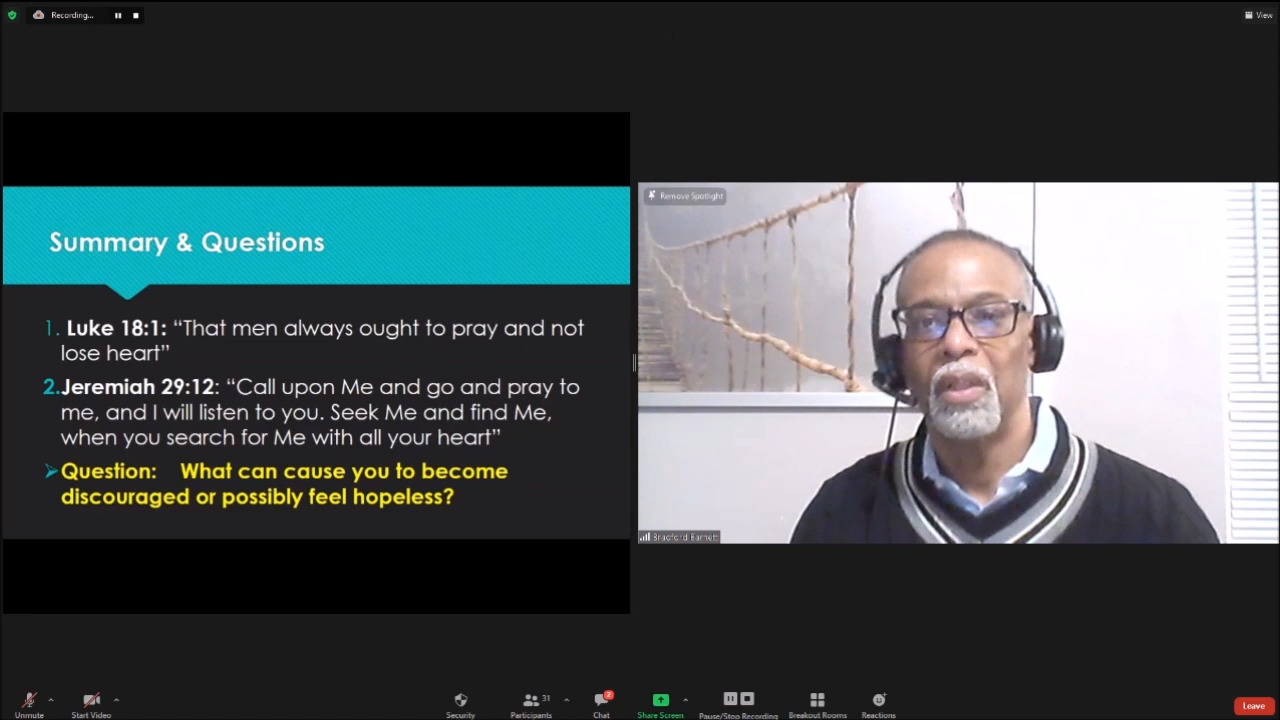 Recording...
View
Summary & Questions
1. Luke 18:1: “That men always ought to pray and not
lose heart”
2.Jeremiah 29:12: “Call upon Me and go and pray to
me, and I will listen to you. Seek Me and find Me,
when you search for Me with all your heart”
Question: What can cause you to become
discouraged or possibly feel hopeless?
Remove Spotlight
Bradford Barnett
Unmute
Start Video
Security
31
Participants
2
Chat
Share Screen
Pause/Stop Recording
Breakout Rooms
Reactions
Leave